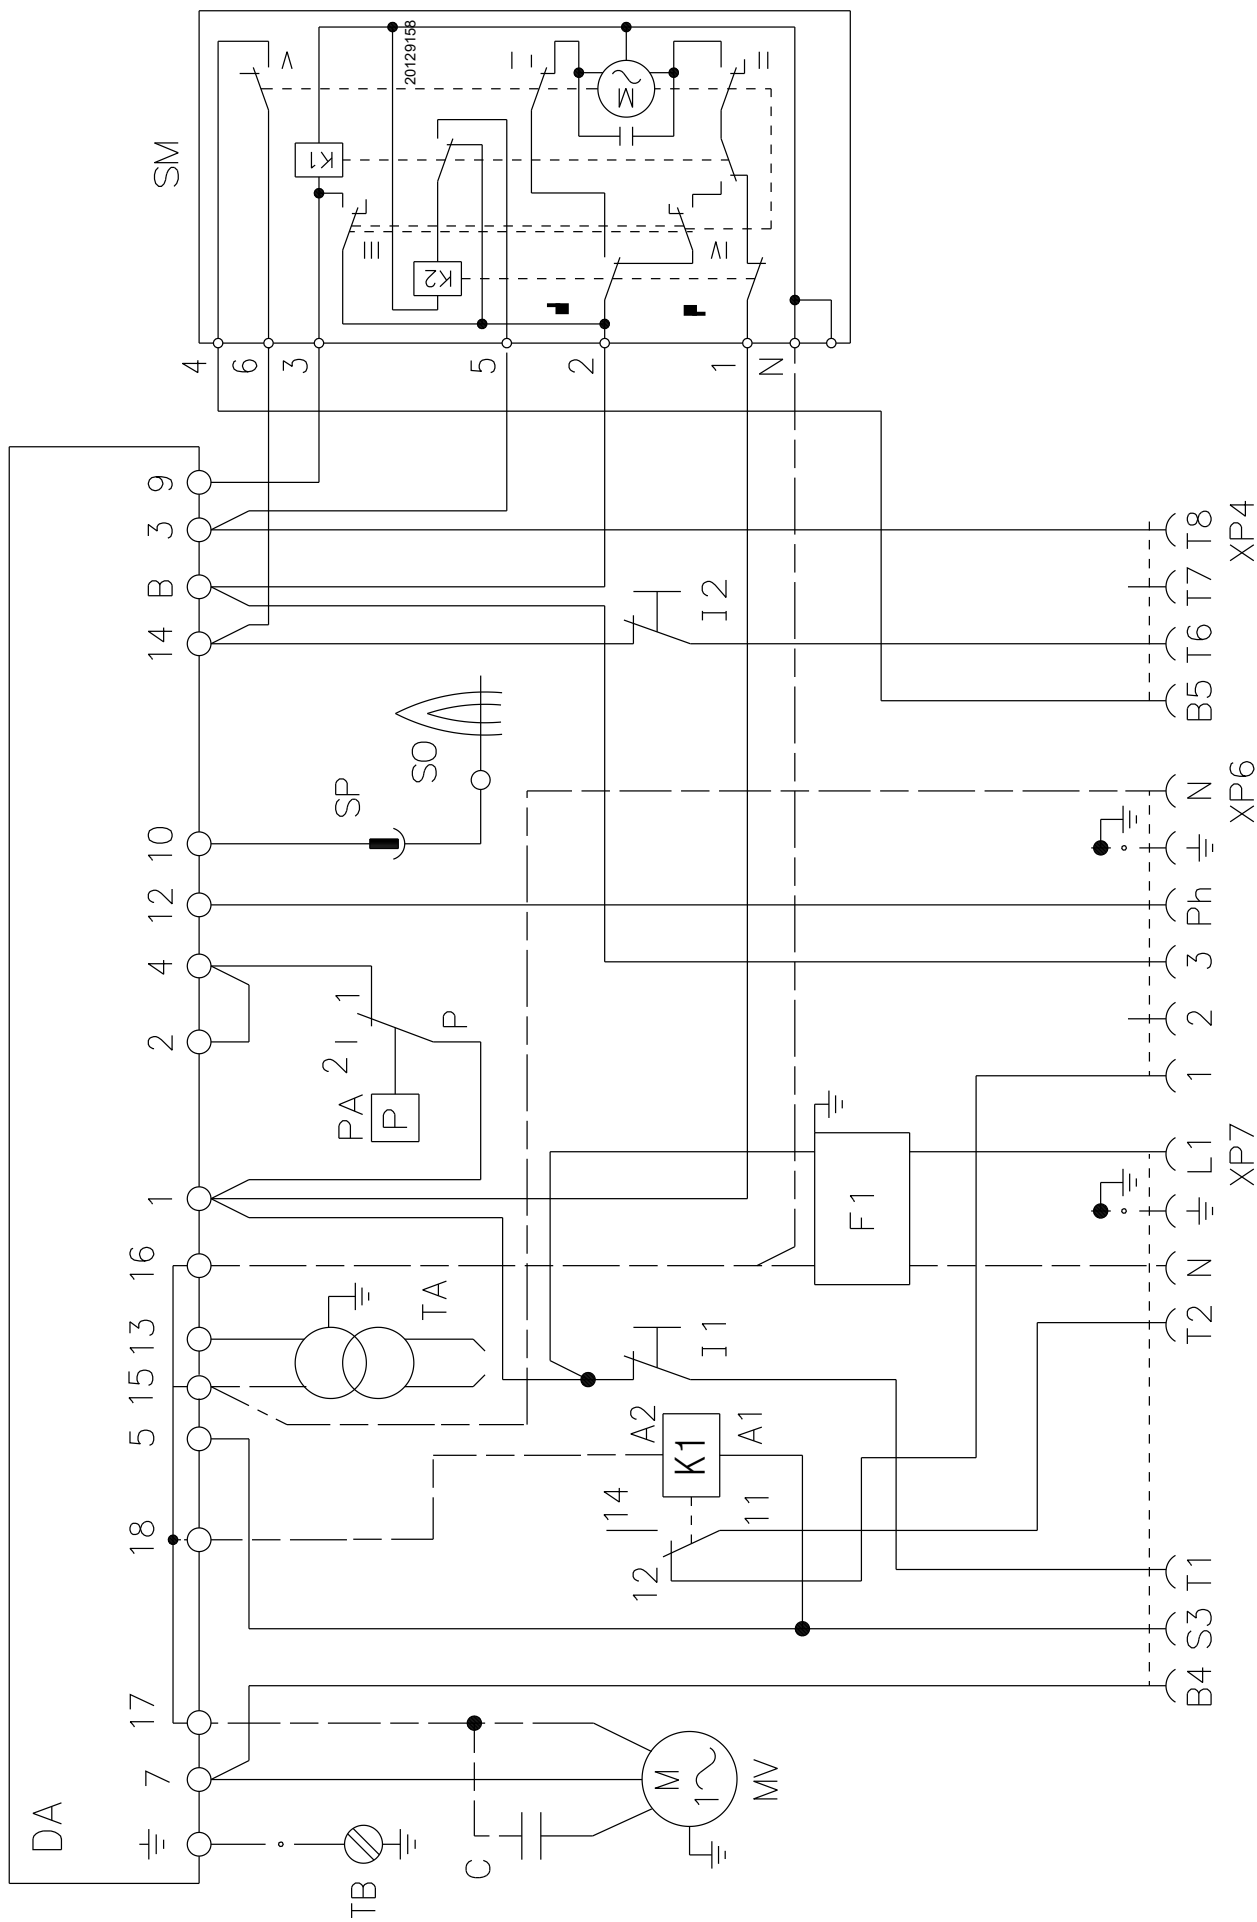 DA
7
17
18
5
15
13
16
1
2
4
12
10
14
B
3
9
SM
4
6
3
5
2
1
N
V
K1
III
K2
20129158
I
M
II
IV
TB
C
M
1
MV
TA
PA
P
2
1
P
SP
SO
12
14
11
K1
A2
A1
I1
F1
I2
B4
S3
T1
T2
N
L1
XP7
1
2
3
Ph
N
XP6
B5
T6
T7
T8
XP4